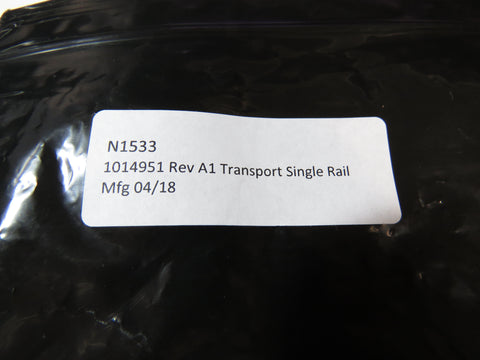 N1533
1014951 Rev A1 Transport Single Rail
Mfg 04/18